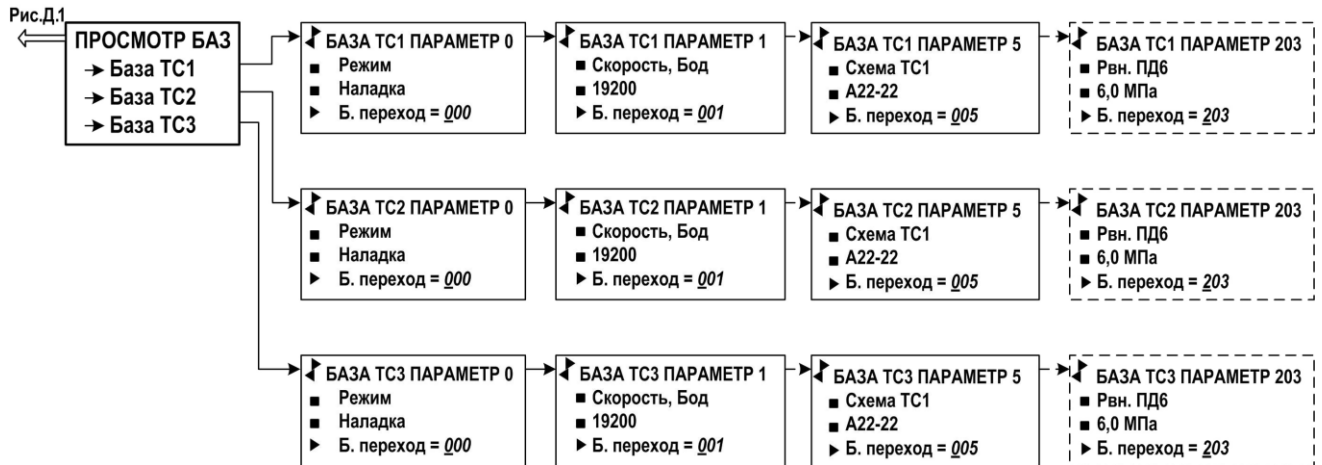 Рис.Д.1
ПРОСМОТР БАЗ
База ТС1
База ТС2
База ТС3
БАЗА ТС1 ПАРАМЕТР 0
Режим
Наладка
Б. переход = 000
БАЗА ТС1 ПАРАМЕТР 1
Скорость, Бод
19200
Б. переход = 001
БАЗА ТС1 ПАРАМЕТР 5
Схема ТС1
А22-22
Б. переход = 005
БАЗА ТС1 ПАРАМЕТР 203
Рвн. ПД6
6,0 МПа
Б. переход = 203
БАЗА ТС2 ПАРАМЕТР 0
Режим
Наладка
Б. переход = 000
БАЗА ТС2 ПАРАМЕТР 1
Скорость, Бод
19200
Б. переход = 001
БАЗА ТС2 ПАРАМЕТР 5
Схема ТС1
А22-22
Б. переход = 005
БАЗА ТС2 ПАРАМЕТР 203
Рвн. ПД6
6,0 МПа
Б. переход = 203
БАЗА ТС3 ПАРАМЕТР 0
Режим
Наладка
Б. переход = 000
БАЗА ТС3 ПАРАМЕТР 1
Скорость, Бод
19200
Б. переход = 001
БАЗА ТС3 ПАРАМЕТР 5
Схема ТС1
А22-22
Б. переход = 005
БАЗА ТС3 ПАРАМЕТР 203
Рвн. ПД6
6,0 МПа
Б. переход = 203